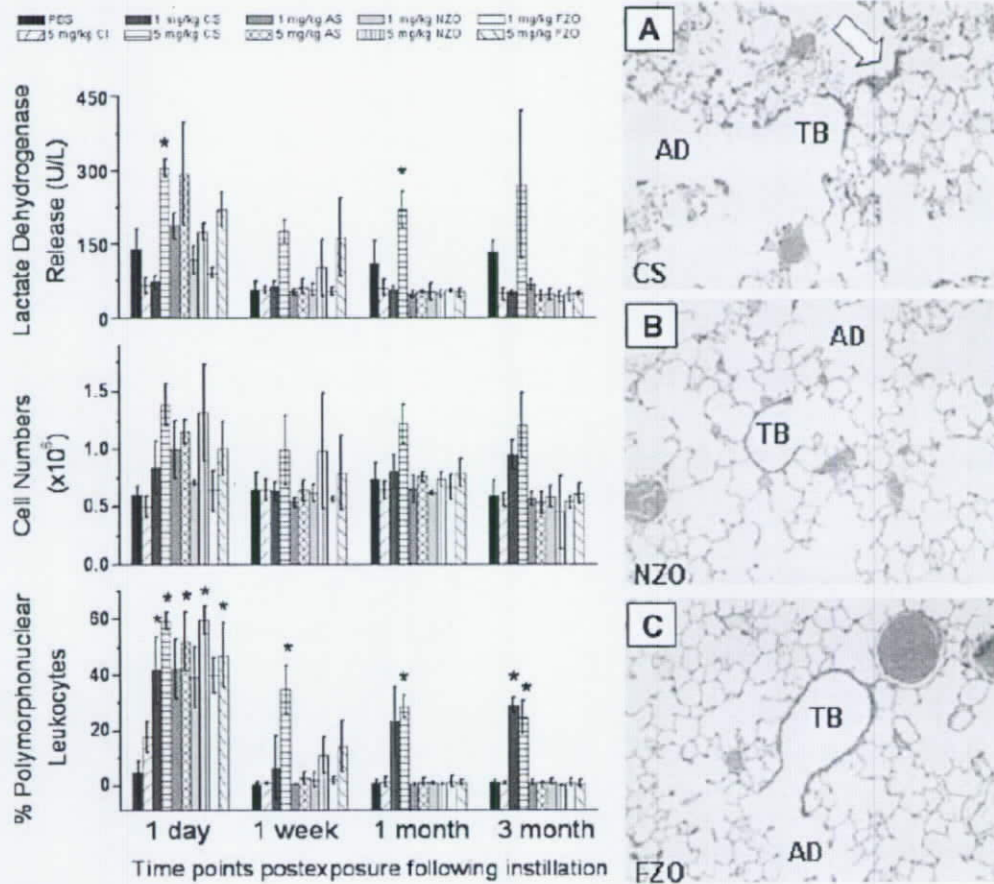 PBS 1 mg/kg CS 1 mg/kg AS 1 mg/kg NZO 1 mg/kg FZO
5 mg/kg CI 5 mg/kg CS 5 mg/kg AS 5 mg/kg NZO 5 mg/kg FZO
Lactate Dehydrogenase
Release (U/L)
450
300
150
0
* *
Cell Numbers
1.5
1.0
0.5
0.0
% Polymorphonuclear
Leukocytes
60
40
20
0
* * * * *
*
*
* *
1 day 1 week 1 month 3 month
Time points postexposure following instillation
A
TB
AD
CS
B
AD
TB
NZO
C
TB
AD
FZO